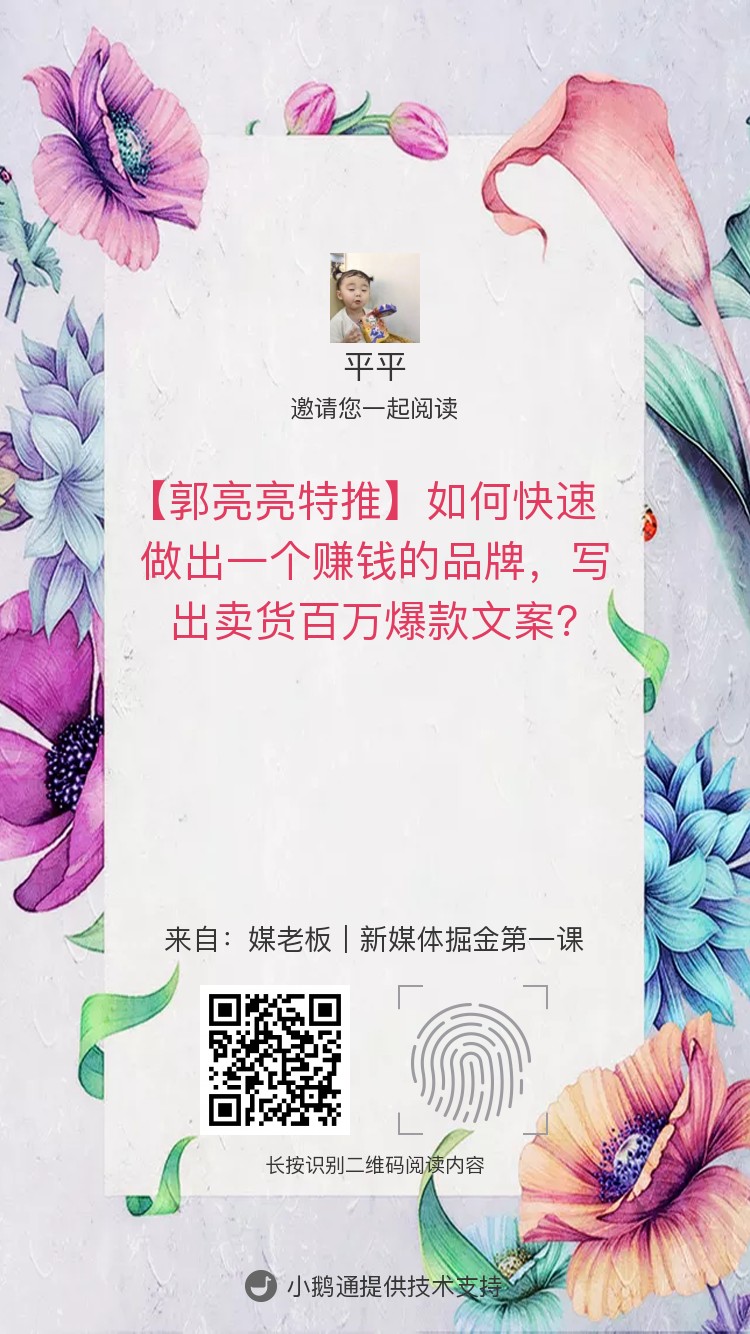 平平
邀请您一起阅读
【郭亮亮特推】如何快速
做出一个赚钱的品牌，写
出卖货百万爆款文案？
来自：媒老板｜新媒体掘金第一课
长按识别二维码阅读内容
小鹅通提供技术支持